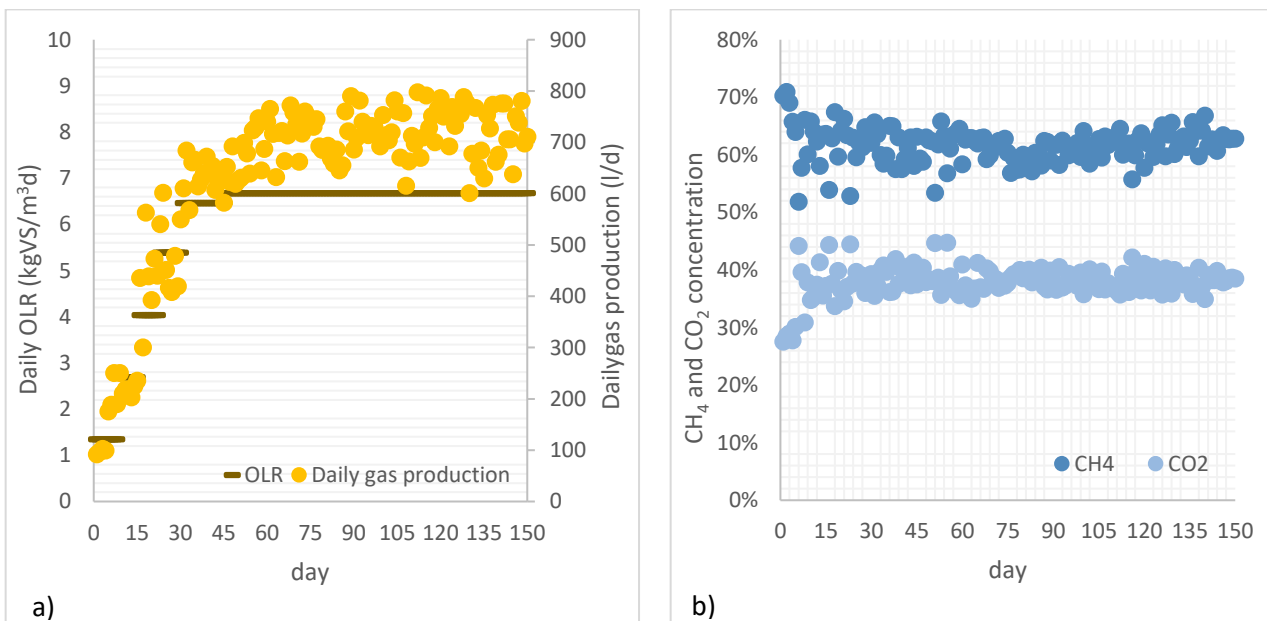 Daily OLR (kgVS/m³d)
10
9
8
7
6
5
4
3
2
1
0
900
800
700
600
500
400
300
200
100
0
Dailygas production (l/d)
OLR
Daily gas production
0 15 30 45 60 75 90 105 120 135 150
day
a)
CH₄ and CO₂ concentration
80%
70%
60%
50%
40%
30%
20%
10%
0%
CH4
CO2
0 15 30 45 60 75 90 105 120 135 150
day
b)